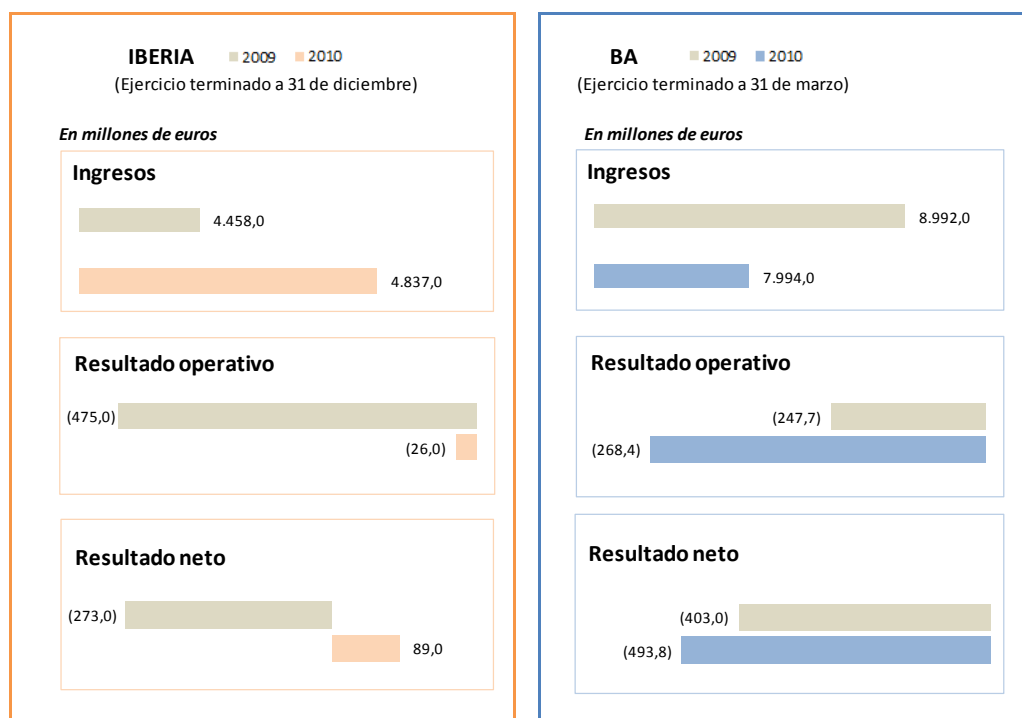 IBERIA 2009 2010
(Ejercicio terminado a 31 de diciembre)
En millones de euros
Ingresos
4.458,0
4.837,0
Resultado operativo
(475,0)
(26,0)
Resultado neto
(273,0)
89,0
BA 2009 2010
(Ejercicio terminado a 31 de marzo)
En millones de euros
Ingresos
8.992,0
7.994,0
Resultado operativo
(247,7)
(268,4)
Resultado neto
(403,0)
(493,8)